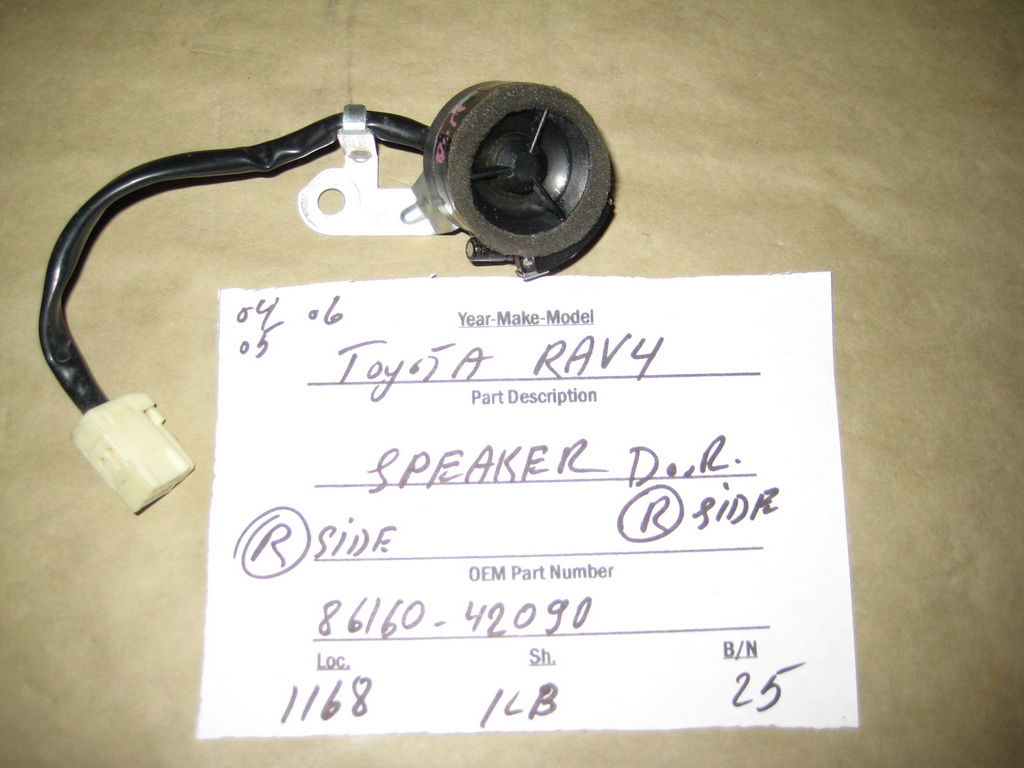 04 06
05
Year-Make-Model
Toyota RAV4
Part Description
SPEAKER DooR.
R SiDE
R SiDE
OEM Part Number
86160-42090
Loc. Sh. B/N
1168 1LB 25